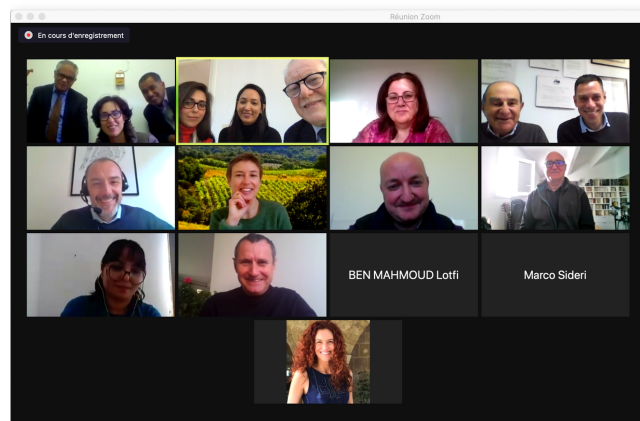 Réunion Zoom
En cours d'enregistrement
BEN MAHMOUD Lotfi
Marco Sideri